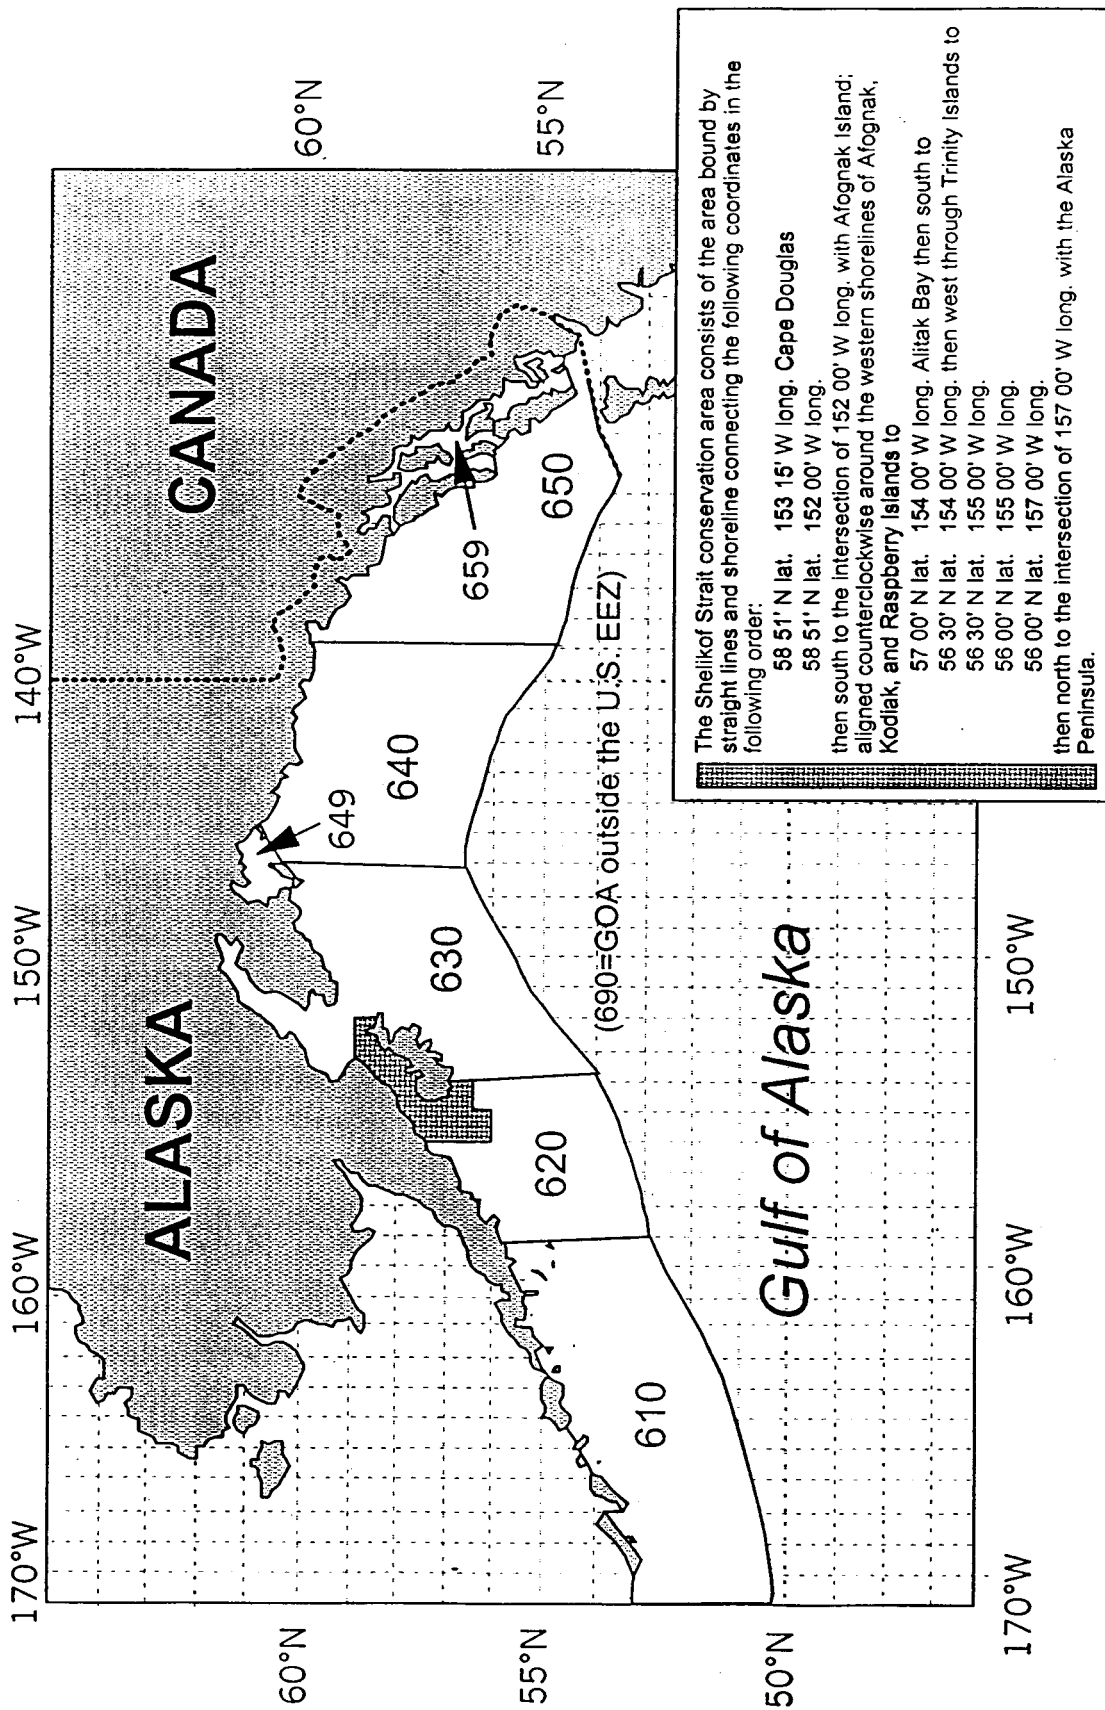 170°W
160°W
150°W
140°W
ALASKA
CANADA
60°N
60°N
55°N
55°N
50°N
649
659
610
620
630
640
650
(690=GOA outside the U.S. EEZ)
Gulf of Alaska
170°W
160°W
150°W
The Shelikof Strait conservation area consists of the area bound by
straight lines and shoreline connecting the following coordinates in the
following order:
58 51' N lat. 153 15' W long. Cape Douglas
58 51' N lat. 152 00' W long.
then south to the intersection of 152 00' W long. with Afognak Island;
aligned counterclockwise around the western shorelines of Afognak,
Kodiak, and Raspberry Islands to
57 00' N lat. 154 00' W long. Alitak Bay then south to
56 30' N lat. 154 00' W long. then west through Trinity Islands to
56 30' N lat. 155 00' W long.
56 00' N lat. 155 00' W long.
56 00' N lat. 157 00' W long.
then north to the intersection of 157 00' W long. with the Alaska
Peninsula.